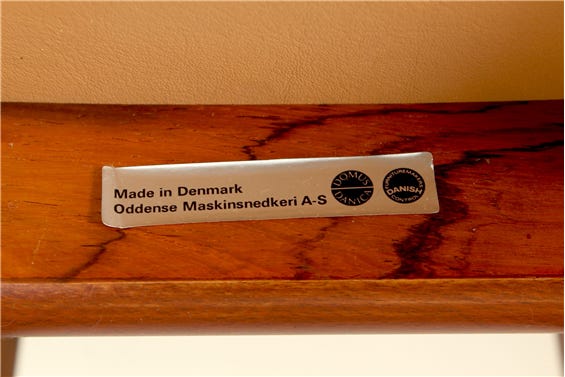 Made in Denmark
Oddense Maskinsnedkeri A-S
DOMUS
DANICA
FURNITUREMAKERS
DANISH
CONTROL